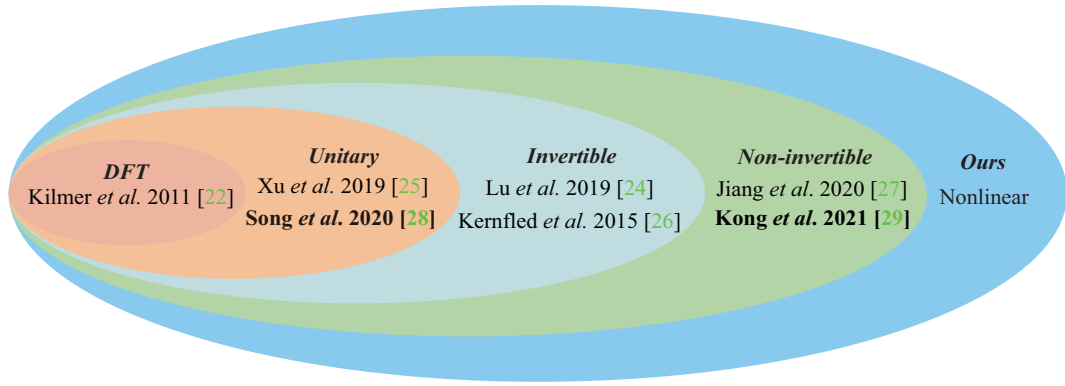 DFT
Kilmer et al. 2011 [22]
Unitary
Xu et al. 2019 [25]
Song et al. 2020 [28]
Invertible
Lu et al. 2019 [24]
Kernfled et al. 2015 [26]
Non-invertible
Jiang et al. 2020 [27]
Kong et al. 2021 [29]
Ours
Nonlinear